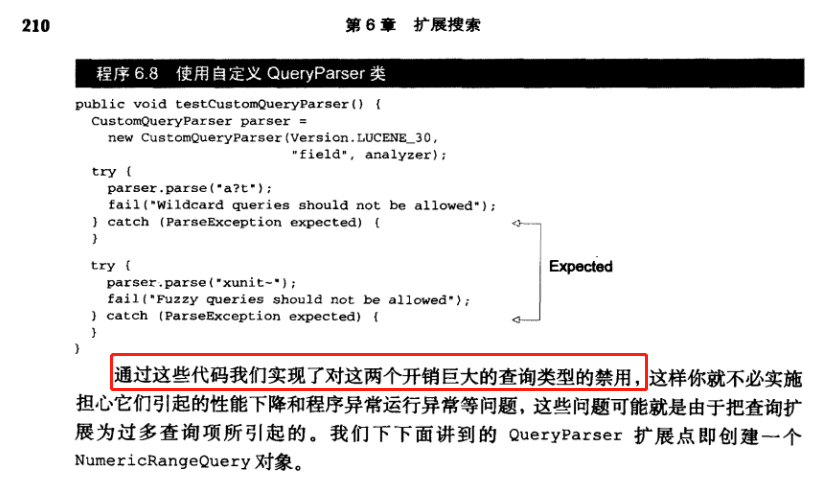 210
第 6 章 扩展搜索
程序 6.8 使用自定义 QueryParser 类
public void testCustomQueryParser() {
CustomQueryParser parser =
new CustomQueryParser(Version.LUCENE_30,
"field", analyzer);
try {
parser.parse("a?t");
fail("Wildcard queries should not be allowed");
} catch (ParseException expected) {
}
Expected
try {
parser.parse("xunit~");
fail("Fuzzy queries should not be allowed");
} catch (ParseException expected) {
}
}
通过这些代码我们实现了对这两个开销巨大的查询类型的禁用，这样你就不必实施
担心它们引起的性能下降和程序异常运行异常等问题，这些问题可能就是由于把查询扩
展为过多查询项所引起的。我们下下面讲到的 QueryParser 扩展点即创建一个
NumericRangeQuery 对象。